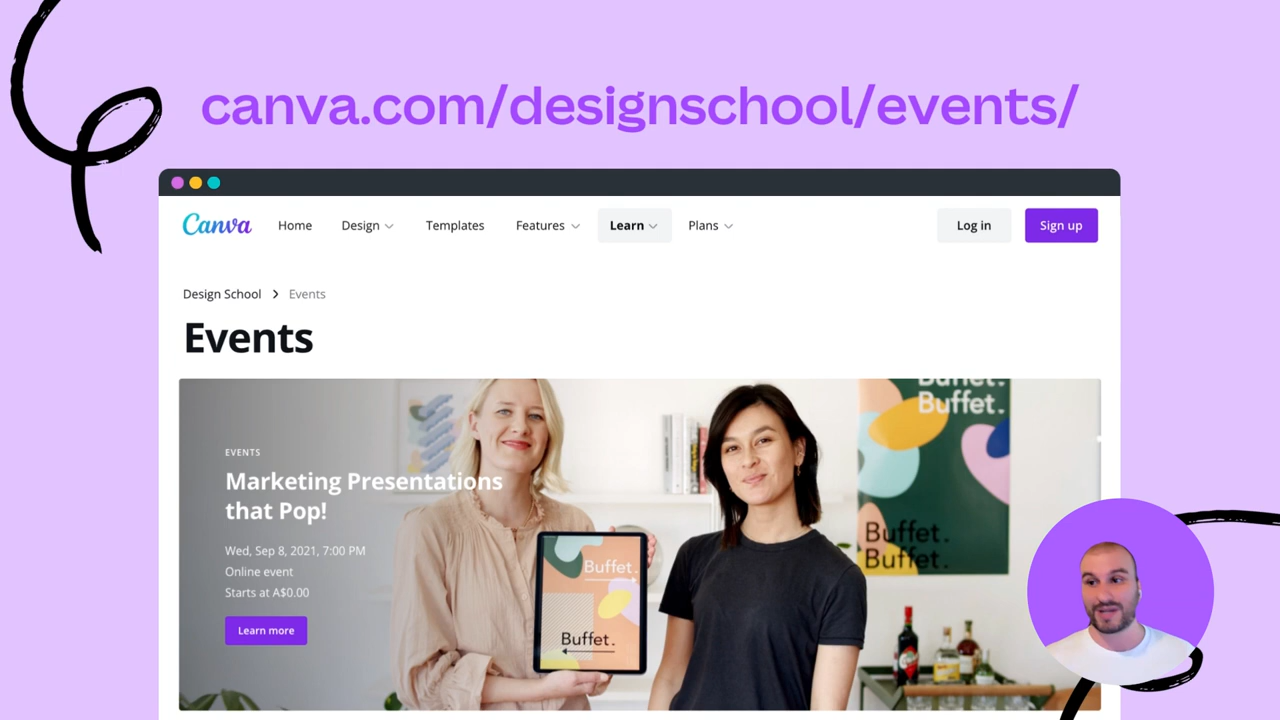 canva.com/designschool/events/
Canva Home Design Templates Features Learn Plans Log in Sign up
Design School > Events
Events
Buffet.
Buffet.
EVENTS
Marketing Presentations
that Pop!
Wed, Sep 8, 2021, 7:00 PM
Online event
Starts at A$0.00
Learn more
Buffet.
Buffet.
Buffet.
Buffet.